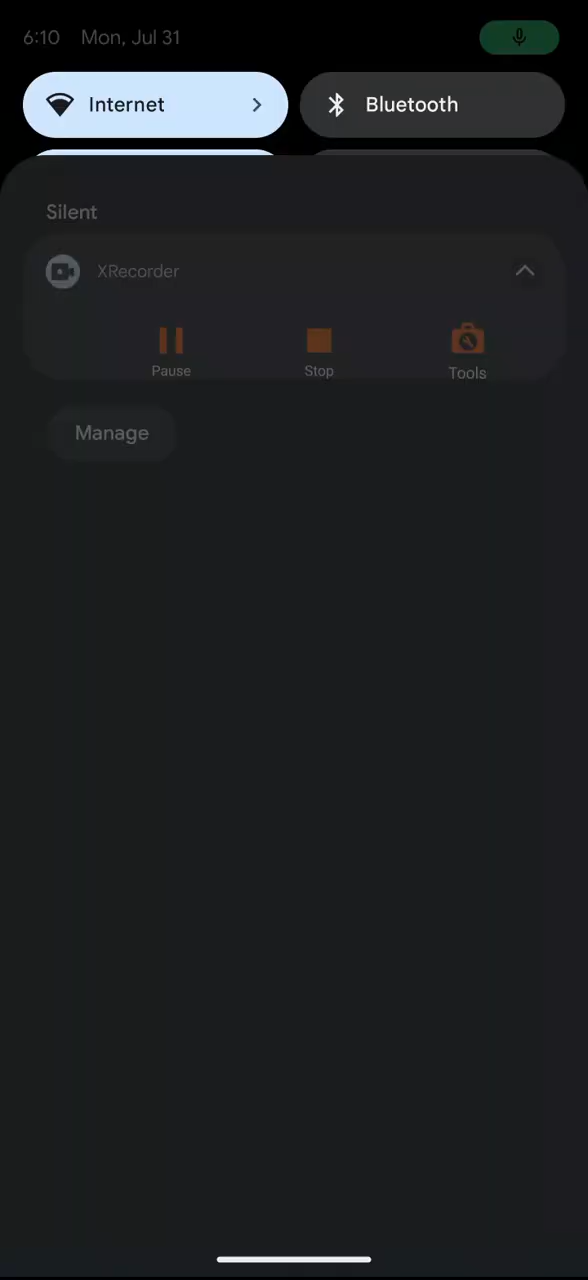 6:10 Mon, Jul 31
Internet
Bluetooth
Silent
XRecorder
Pause
Stop
Tools
Manage